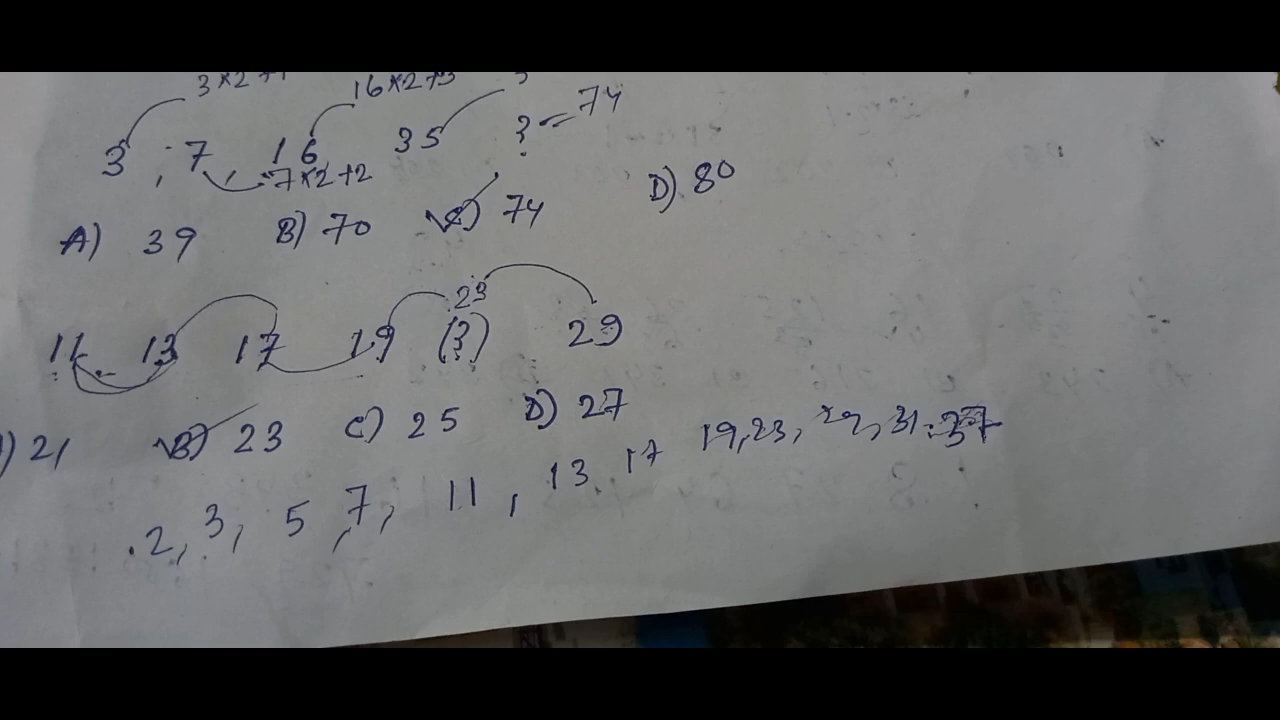 3×2+1 16×2+3
3, 7, 16, 35 ? = 74
7×2+2
A) 39 B) 70 C) 74 D) 80
23
11 13 17 19 (?) 29
) 21 B) 23 C) 25 D) 27
2, 3, 5, 7, 11, 13 17 19, 23, 29, 31, 37